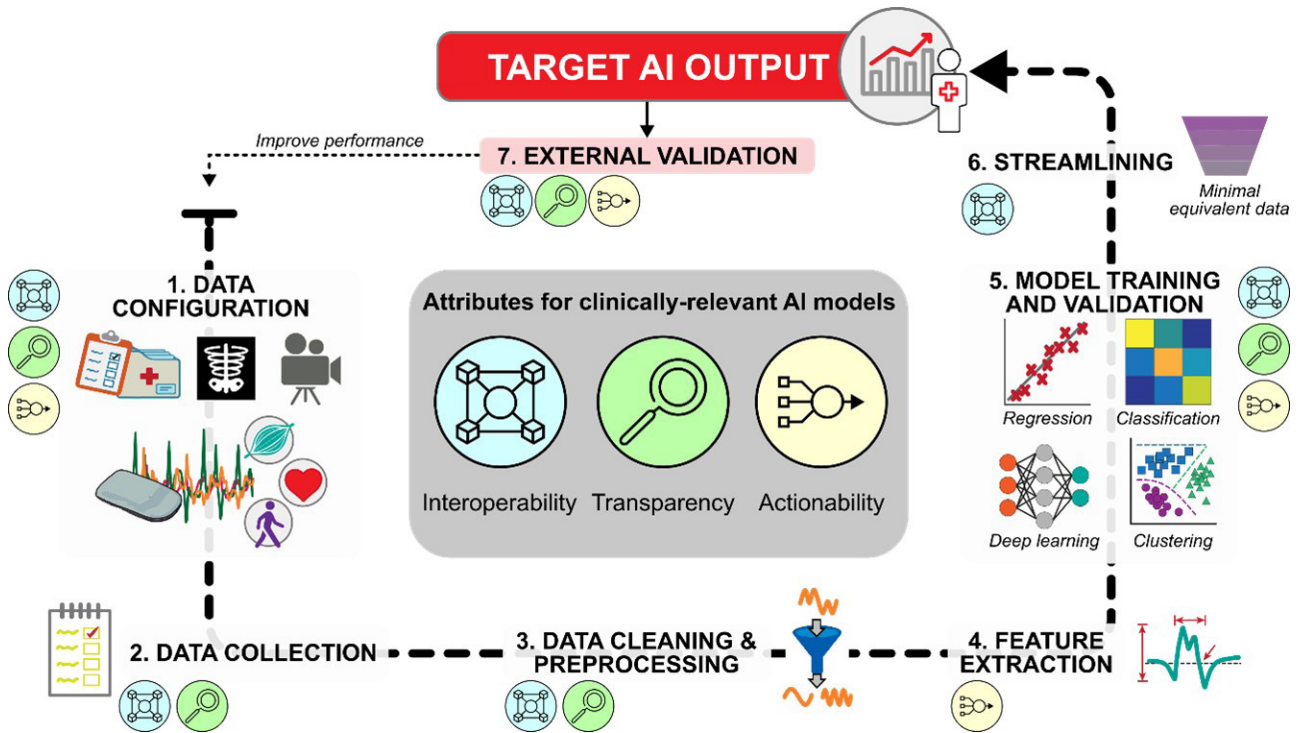 TARGET AI OUTPUT
Improve performance
7. EXTERNAL VALIDATION
6. STREAMLINING
Minimal
equivalent data
1. DATA
CONFIGURATION
Attributes for clinically-relevant AI models
Interoperability
Transparency
Actionability
5. MODEL TRAINING
AND VALIDATION
Regression
Classification
Deep learning
Clustering
2. DATA COLLECTION
3. DATA CLEANING &
PREPROCESSING
4. FEATURE
EXTRACTION